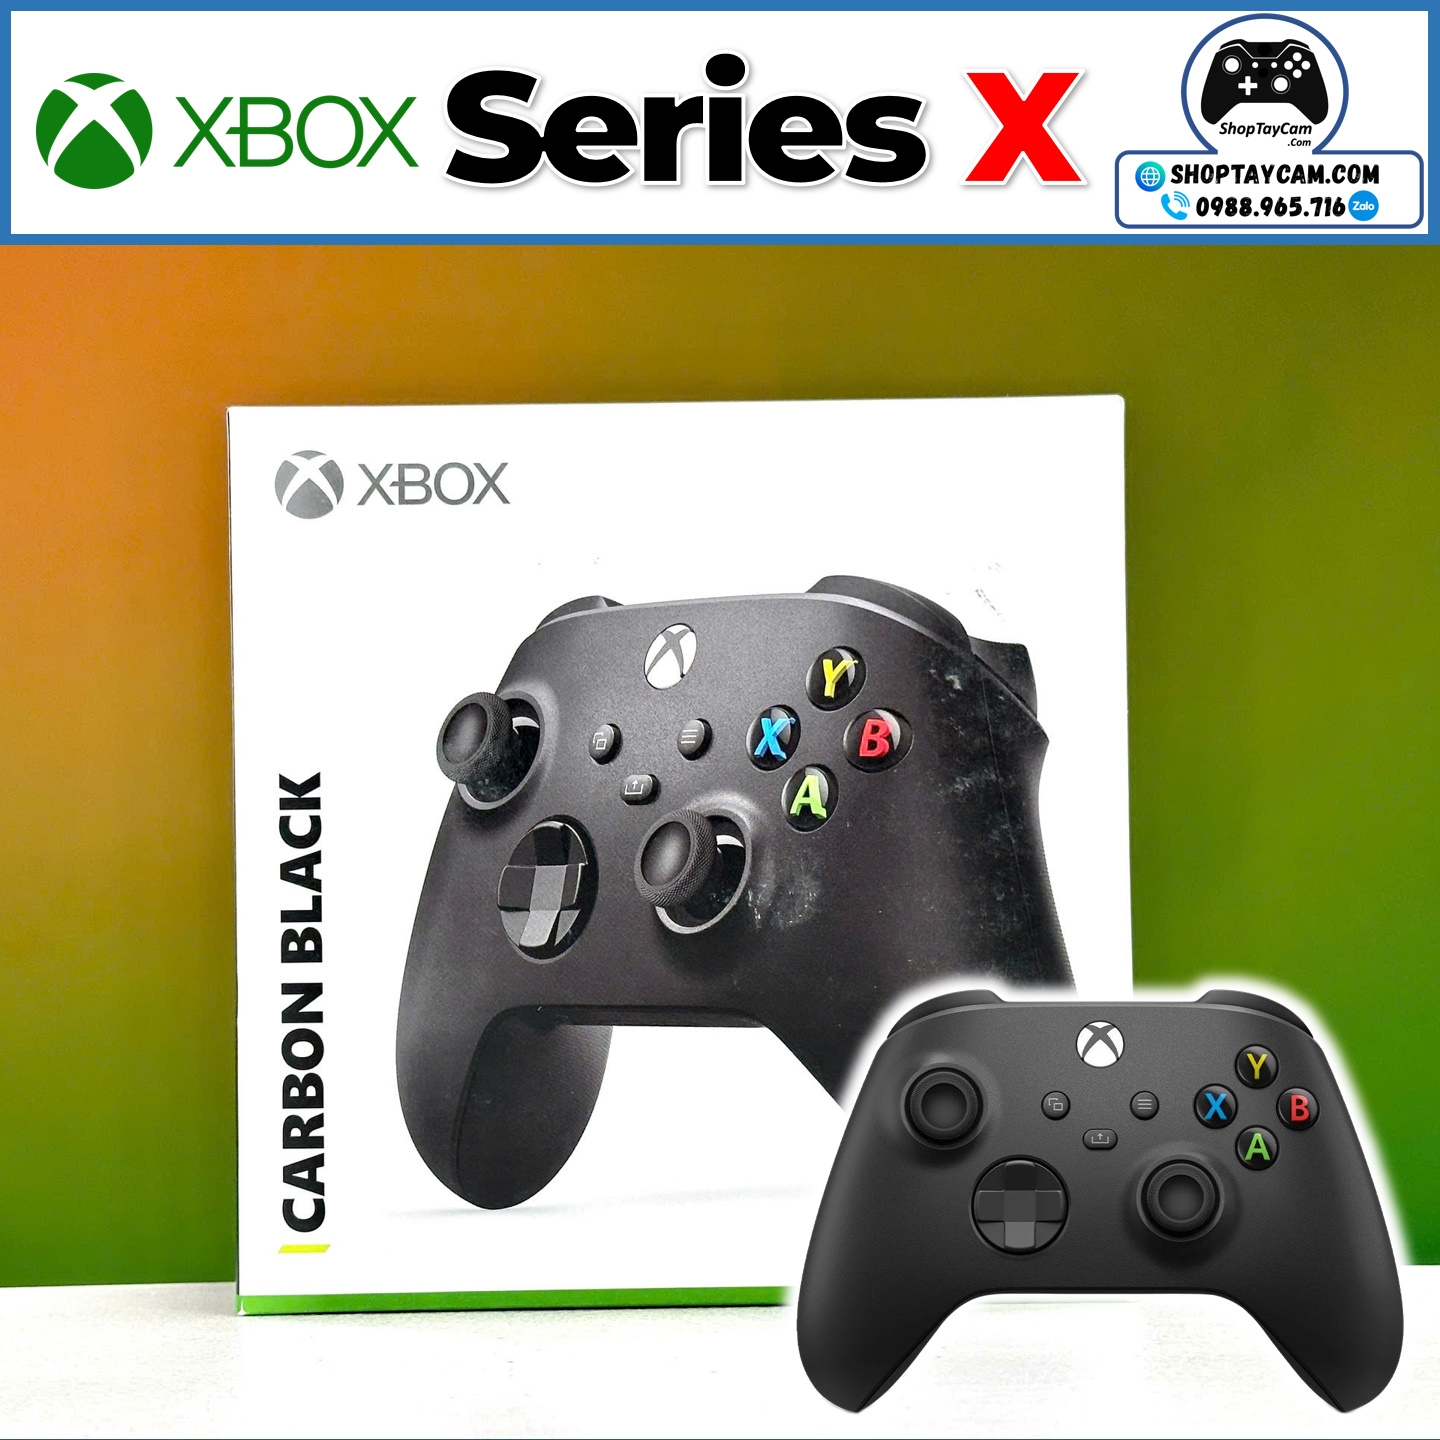 XBOX Series X
ShopTayCam
.Com
SHOPTAYCAM.COM
0988.965.716 Zalo
XBOX
CARBON BLACK
Y
X B
A
Y
X B
A